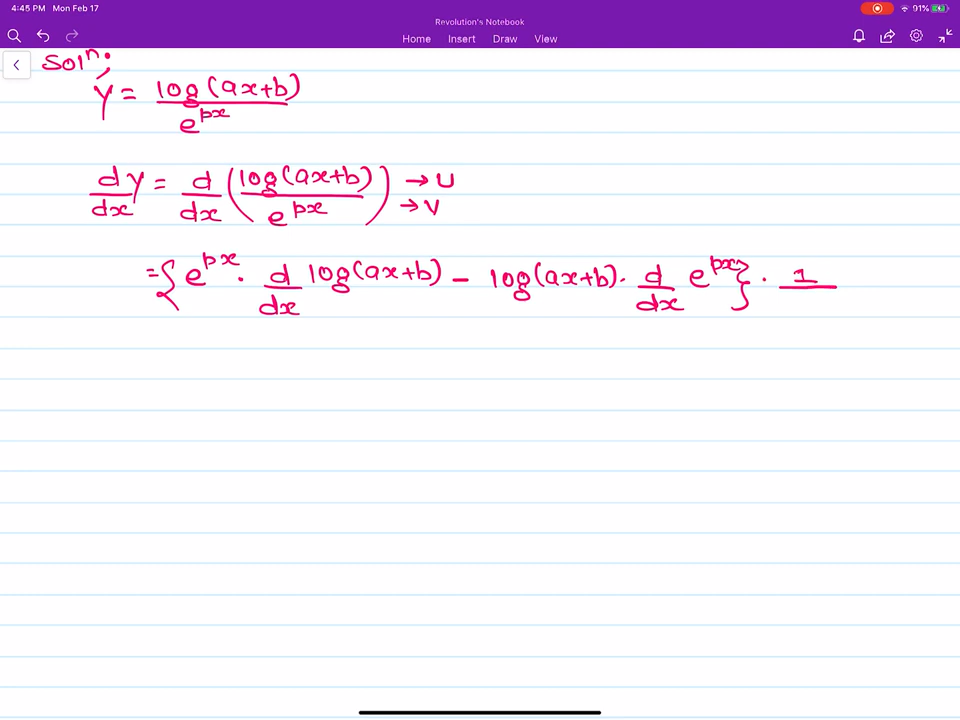 4:45 PM Mon Feb 17 91%
Revolution's Notebook
Home Insert Draw View
Solⁿ:
y = log(ax+b) / e^{px}
d/dx y = d/dx (log(ax+b) / e^{px}) → U → V
= { e^{px} · d/dx log(ax+b) − log(ax+b) · d/dx e^{px} } · 1/